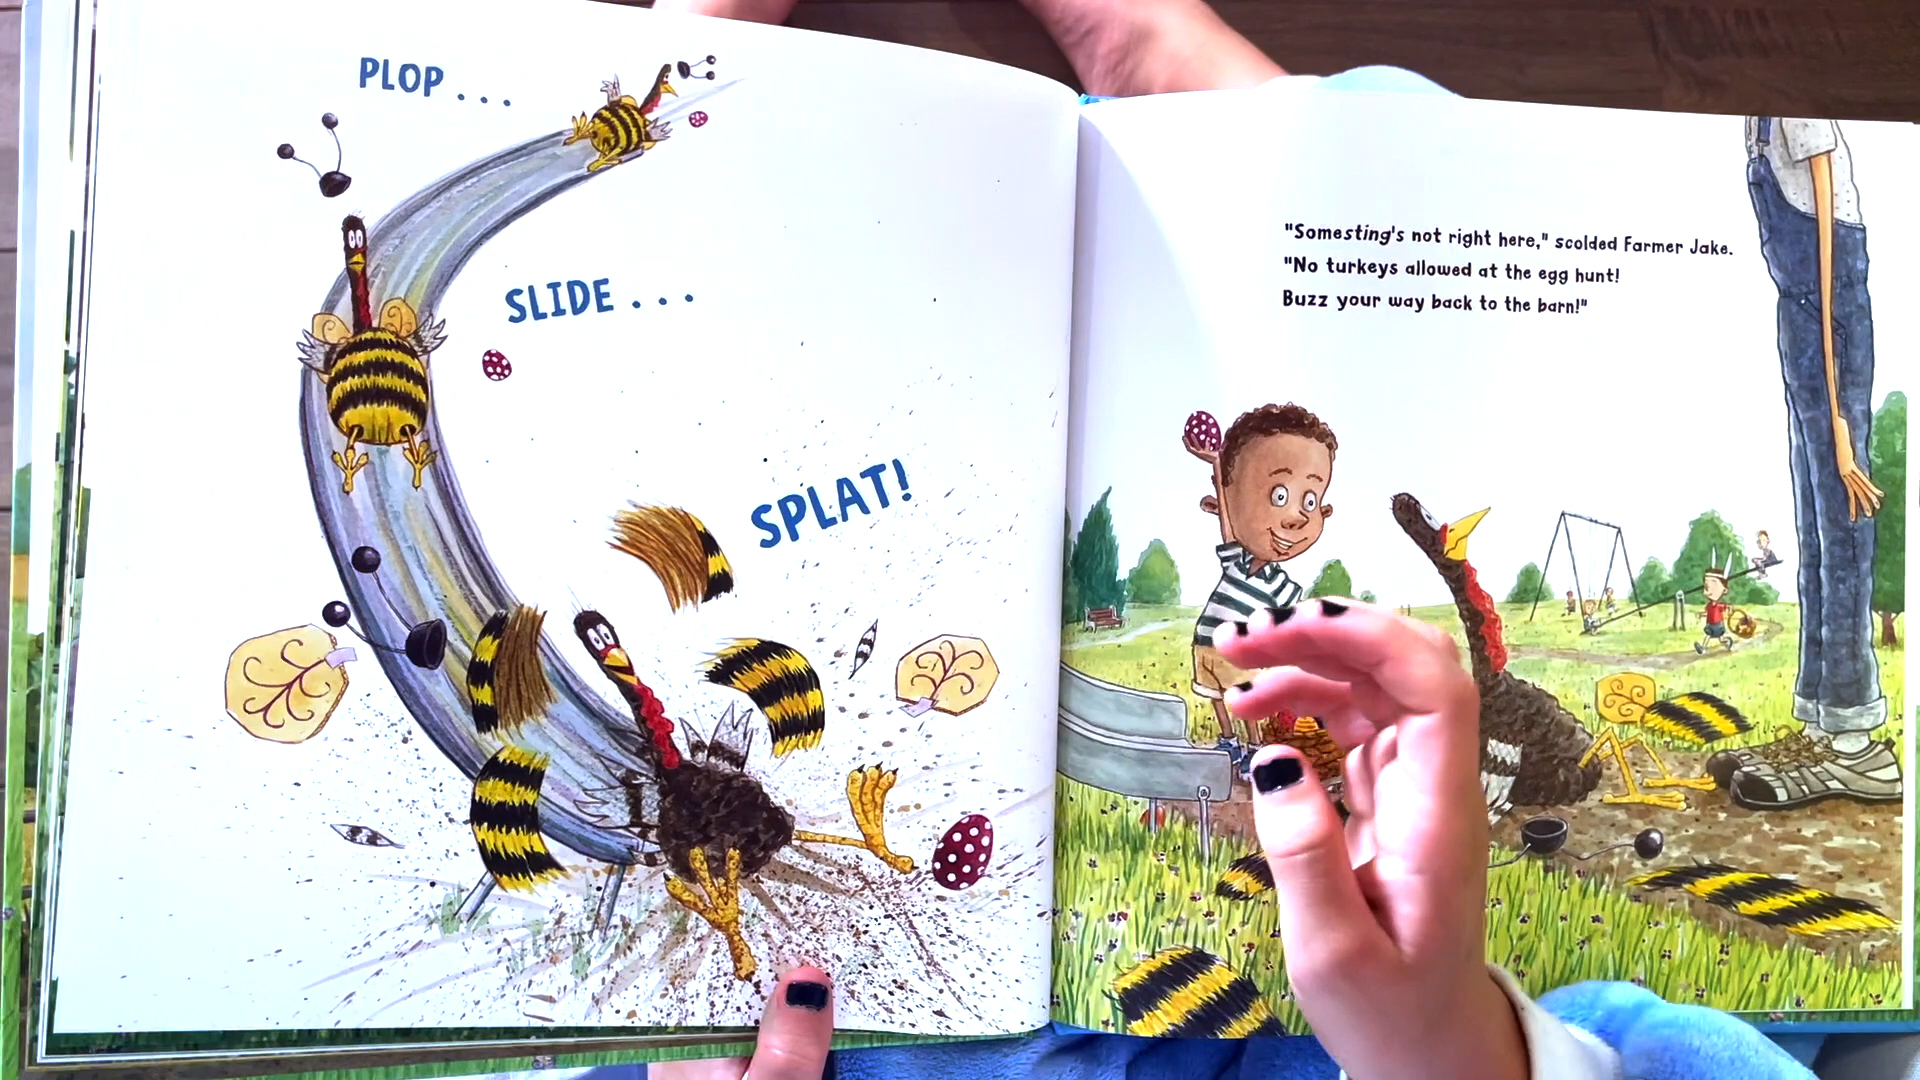 PLOP . . .
SLIDE . . .
SPLAT!
"Somesting's not right here," scolded Farmer Jake.
"No turkeys allowed at the egg hunt!
Buzz your way back to the barn!"